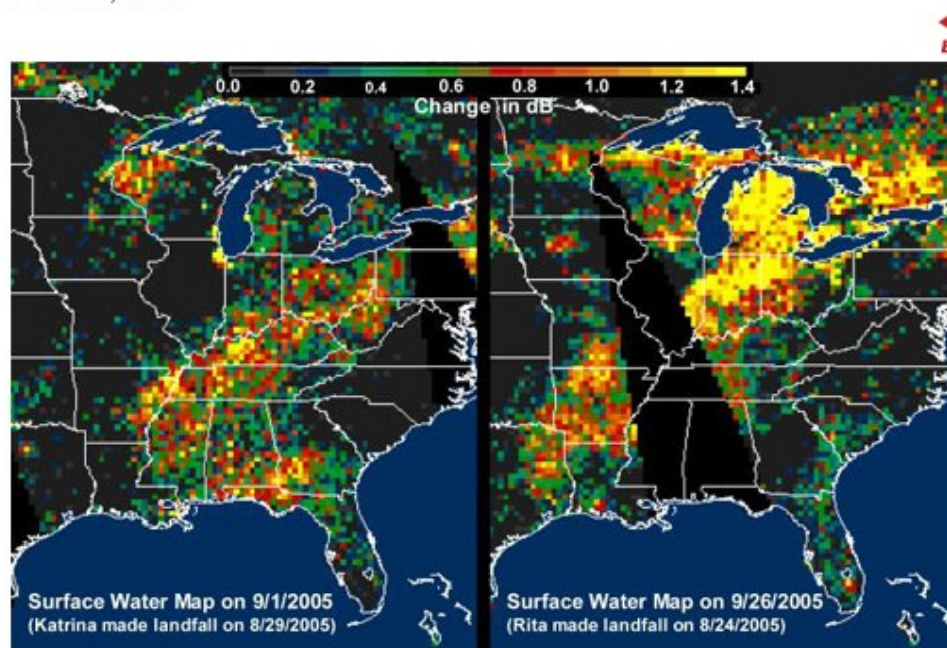 0.0 0.2 0.4 0.6 0.8 1.0 1.2 1.4
Change in dB
Surface Water Map on 9/1/2005
(Katrina made landfall on 8/29/2005)
Surface Water Map on 9/26/2005
(Rita made landfall on 8/24/2005)